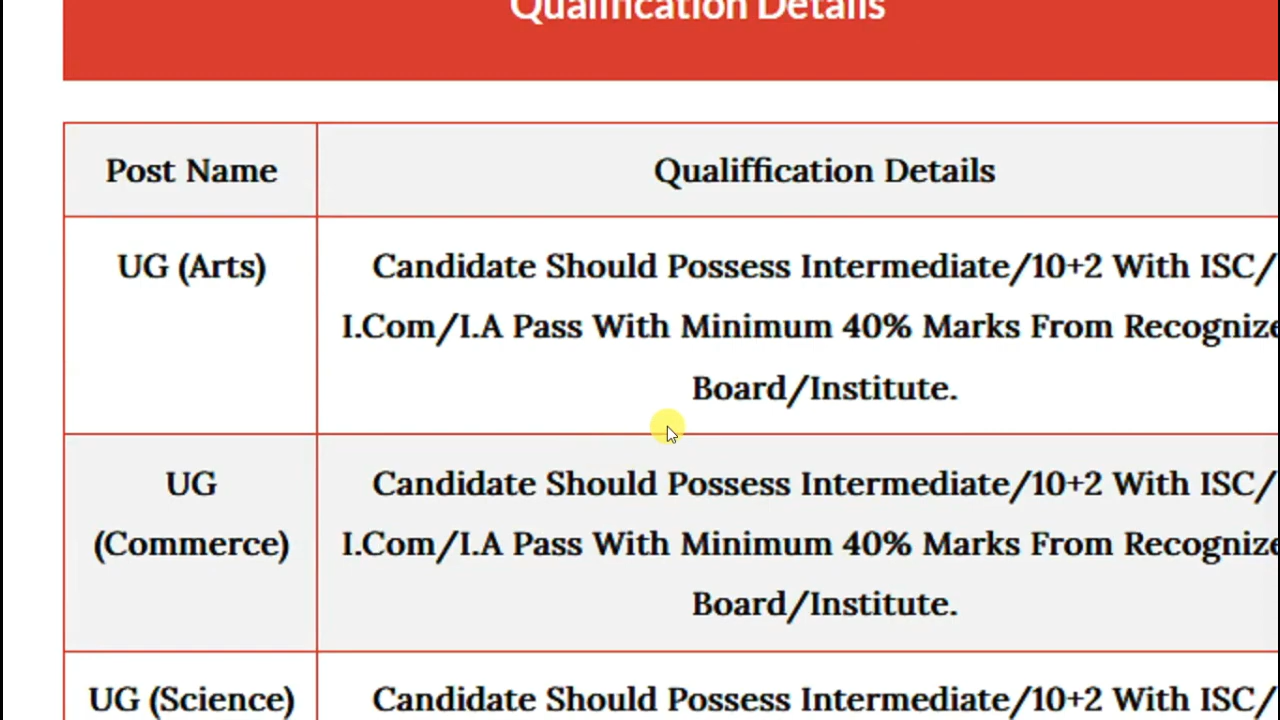 Qualification Details
Post Name
Qualiffication Details
UG (Arts)
Candidate Should Possess Intermediate/10+2 With ISC/
I.Com/I.A Pass With Minimum 40% Marks From Recognize
Board/Institute.
UG
(Commerce)
Candidate Should Possess Intermediate/10+2 With ISC/
I.Com/I.A Pass With Minimum 40% Marks From Recognize
Board/Institute.
UG (Science)
Candidate Should Possess Intermediate/10+2 With ISC/